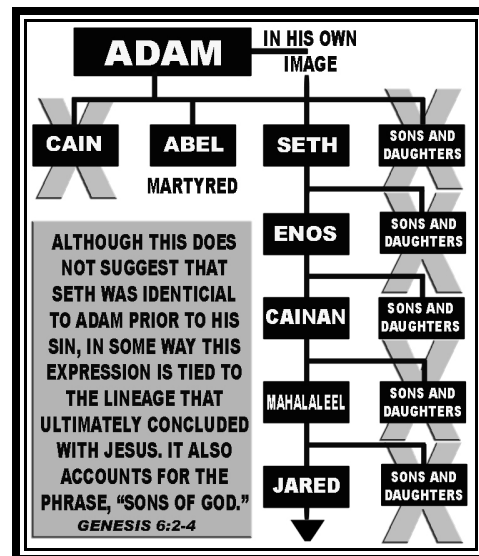 ADAM
IN HIS OWN
IMAGE
CAIN
ABEL
SETH
SONS AND
DAUGHTERS
MARTYRED
ENOS
SONS AND
DAUGHTERS
CAINAN
SONS AND
DAUGHTERS
MAHALALEEL
SONS AND
DAUGHTERS
JARED
SONS AND
DAUGHTERS
ALTHOUGH THIS DOES
NOT SUGGEST THAT
SETH WAS IDENTICIAL
TO ADAM PRIOR TO HIS
SIN, IN SOME WAY THIS
EXPRESSION IS TIED TO
THE LINEAGE THAT
ULTIMATELY CONCLUDED
WITH JESUS. IT ALSO
ACCOUNTS FOR THE
PHRASE, “SONS OF GOD.”
GENESIS 6:2-4